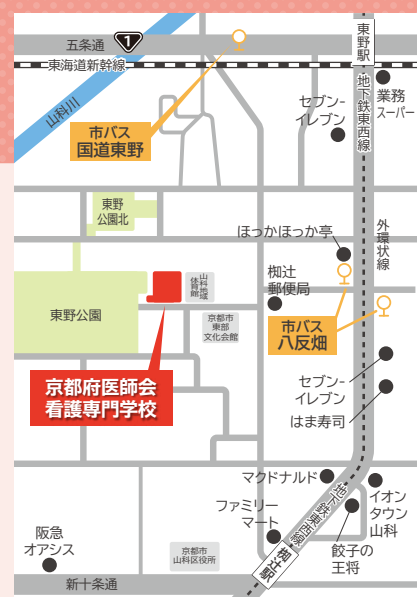 五条通
1
東海道新幹線
東野駅
地下鉄東西線
業務
スーパー
山科川
市バス
国道東野
セブン-
イレブン
東野
公園北
ほっかほっか亭
外環状線
東野公園
山科地域
体育館
椥辻
郵便局
京都市
東部
文化会館
市バス
八反畑
京都府医師会
看護専門学校
セブン-
イレブン
はま寿司
マクドナルド
地下鉄東西線
イオン
タウン
山科
ファミリー
マート
餃子の
王将
阪急
オアシス
京都市
山科区役所
椥辻駅
新十条通